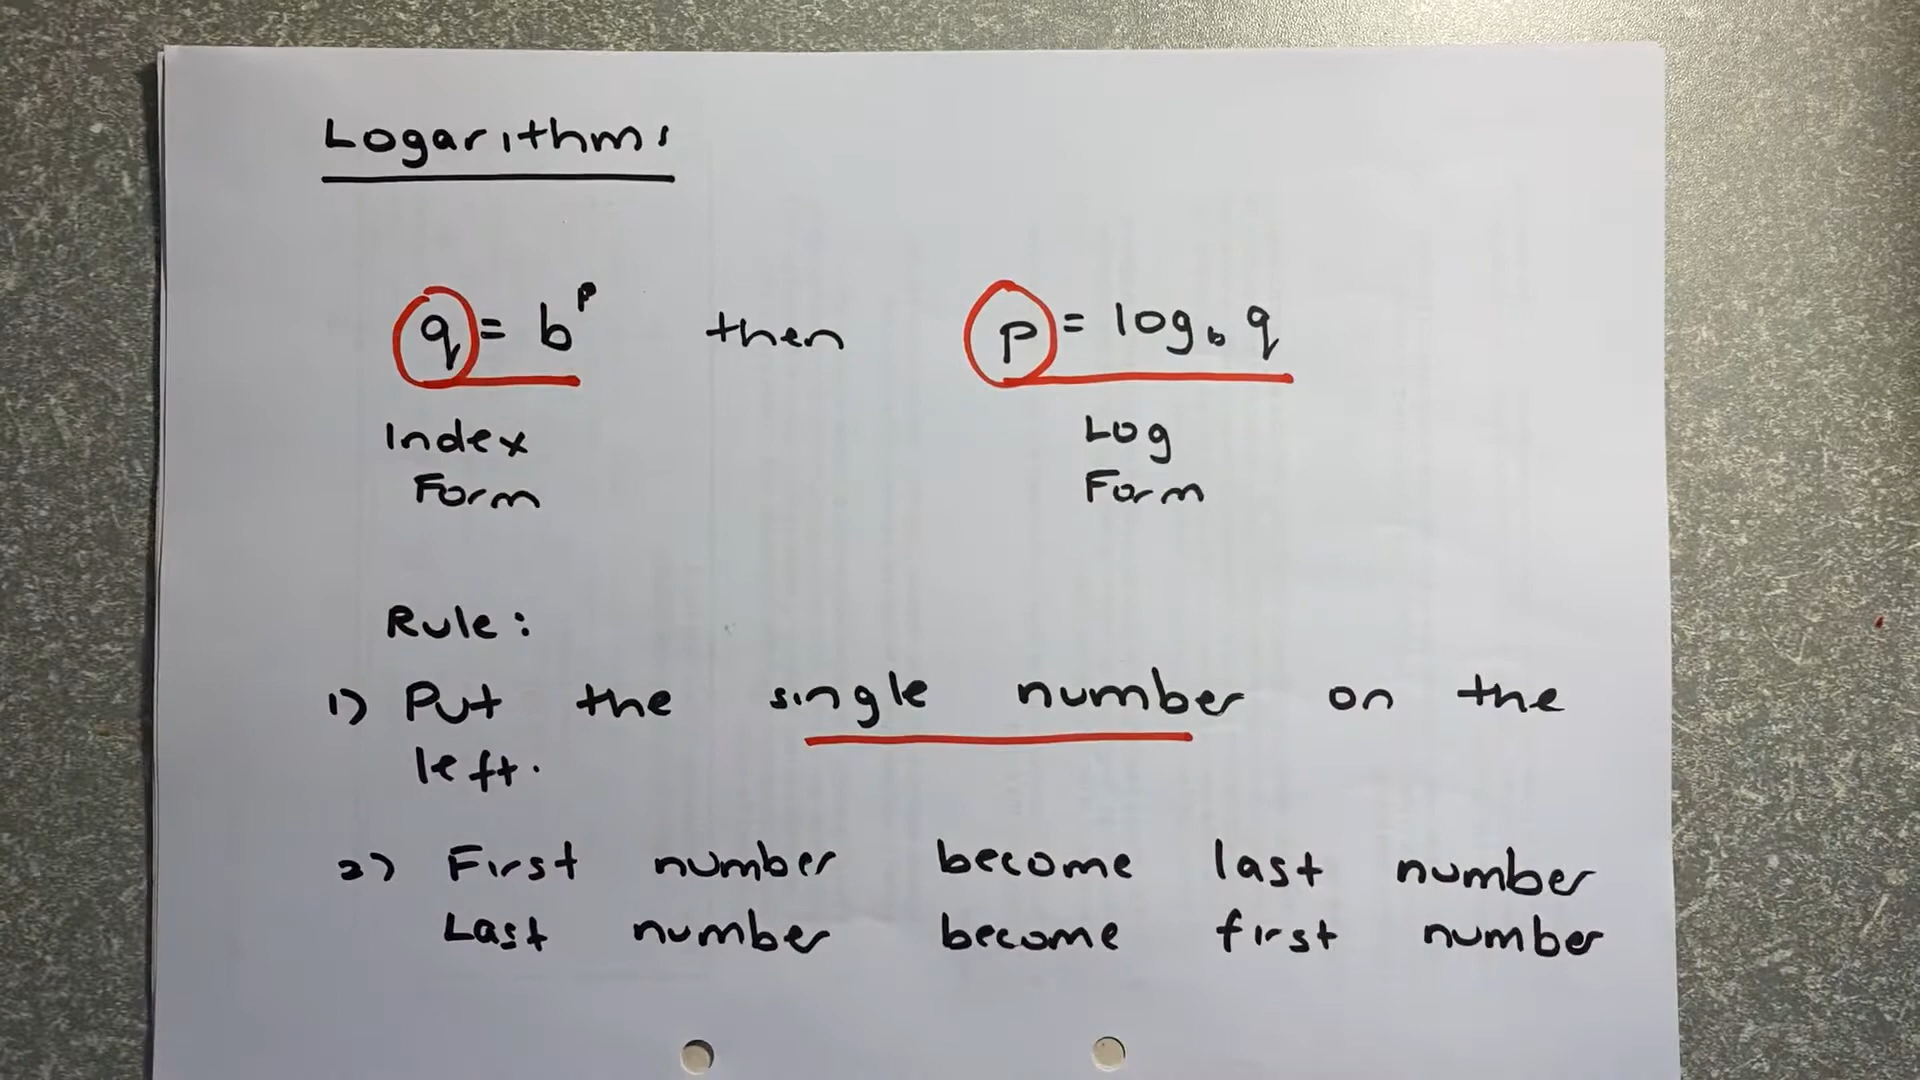 Logarithms
q = b^p then p = log_b q
Index Form
Log Form
Rule:
1) Put the single number on the
left.
2) First number become last number
Last number become first number